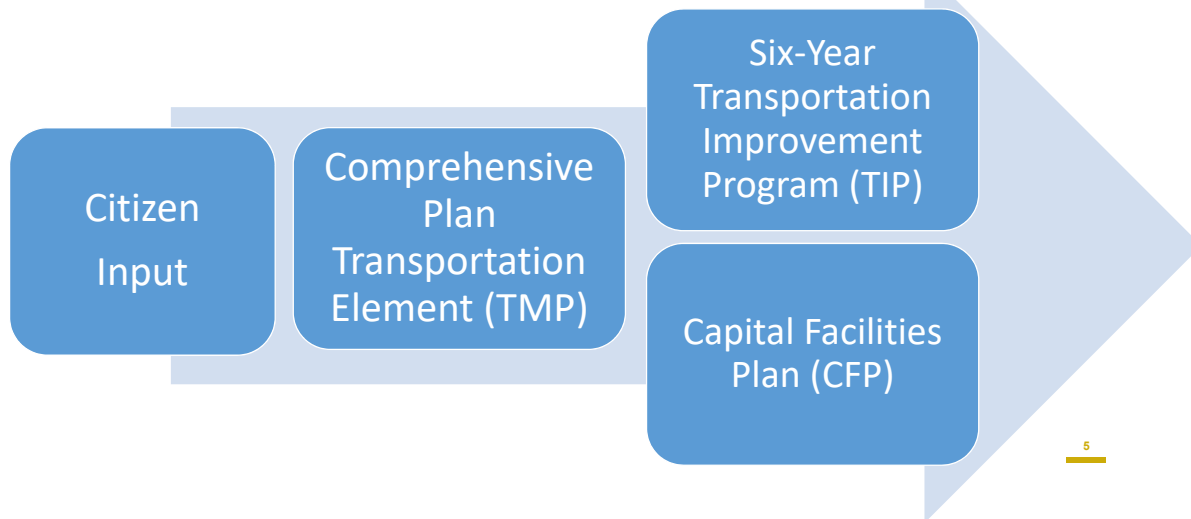 Citizen
Input
Comprehensive
Plan
Transportation
Element (TMP)
Six-Year
Transportation
Improvement
Program (TIP)
Capital Facilities
Plan (CFP)
5